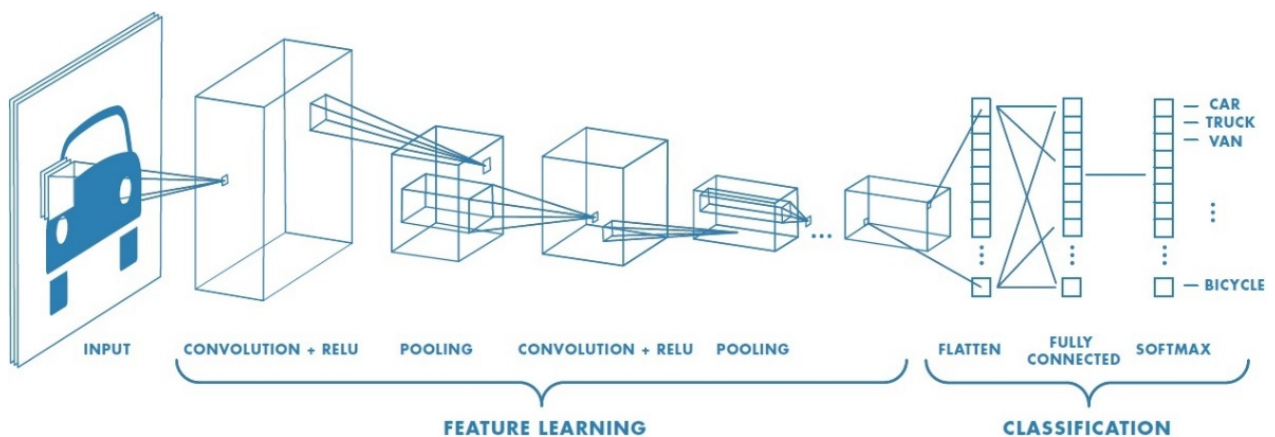 CAR
TRUCK
VAN
BICYCLE
INPUT
CONVOLUTION + RELU
POOLING
CONVOLUTION + RELU
POOLING
FLATTEN
FULLY
CONNECTED
SOFTMAX
FEATURE LEARNING
CLASSIFICATION